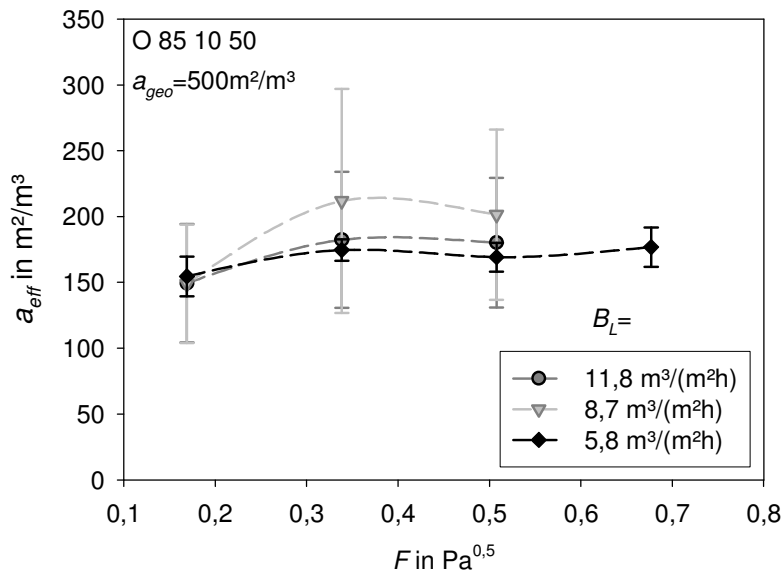 350
O 85 10 50
300
a_geo=500m²/m³
250
200
150
100
50
0
a_eff in m²/m³
B_L=
11,8 m³/(m²h)
8,7 m³/(m²h)
5,8 m³/(m²h)
0,1 0,2 0,3 0,4 0,5 0,6 0,7 0,8
F in Pa^0,5